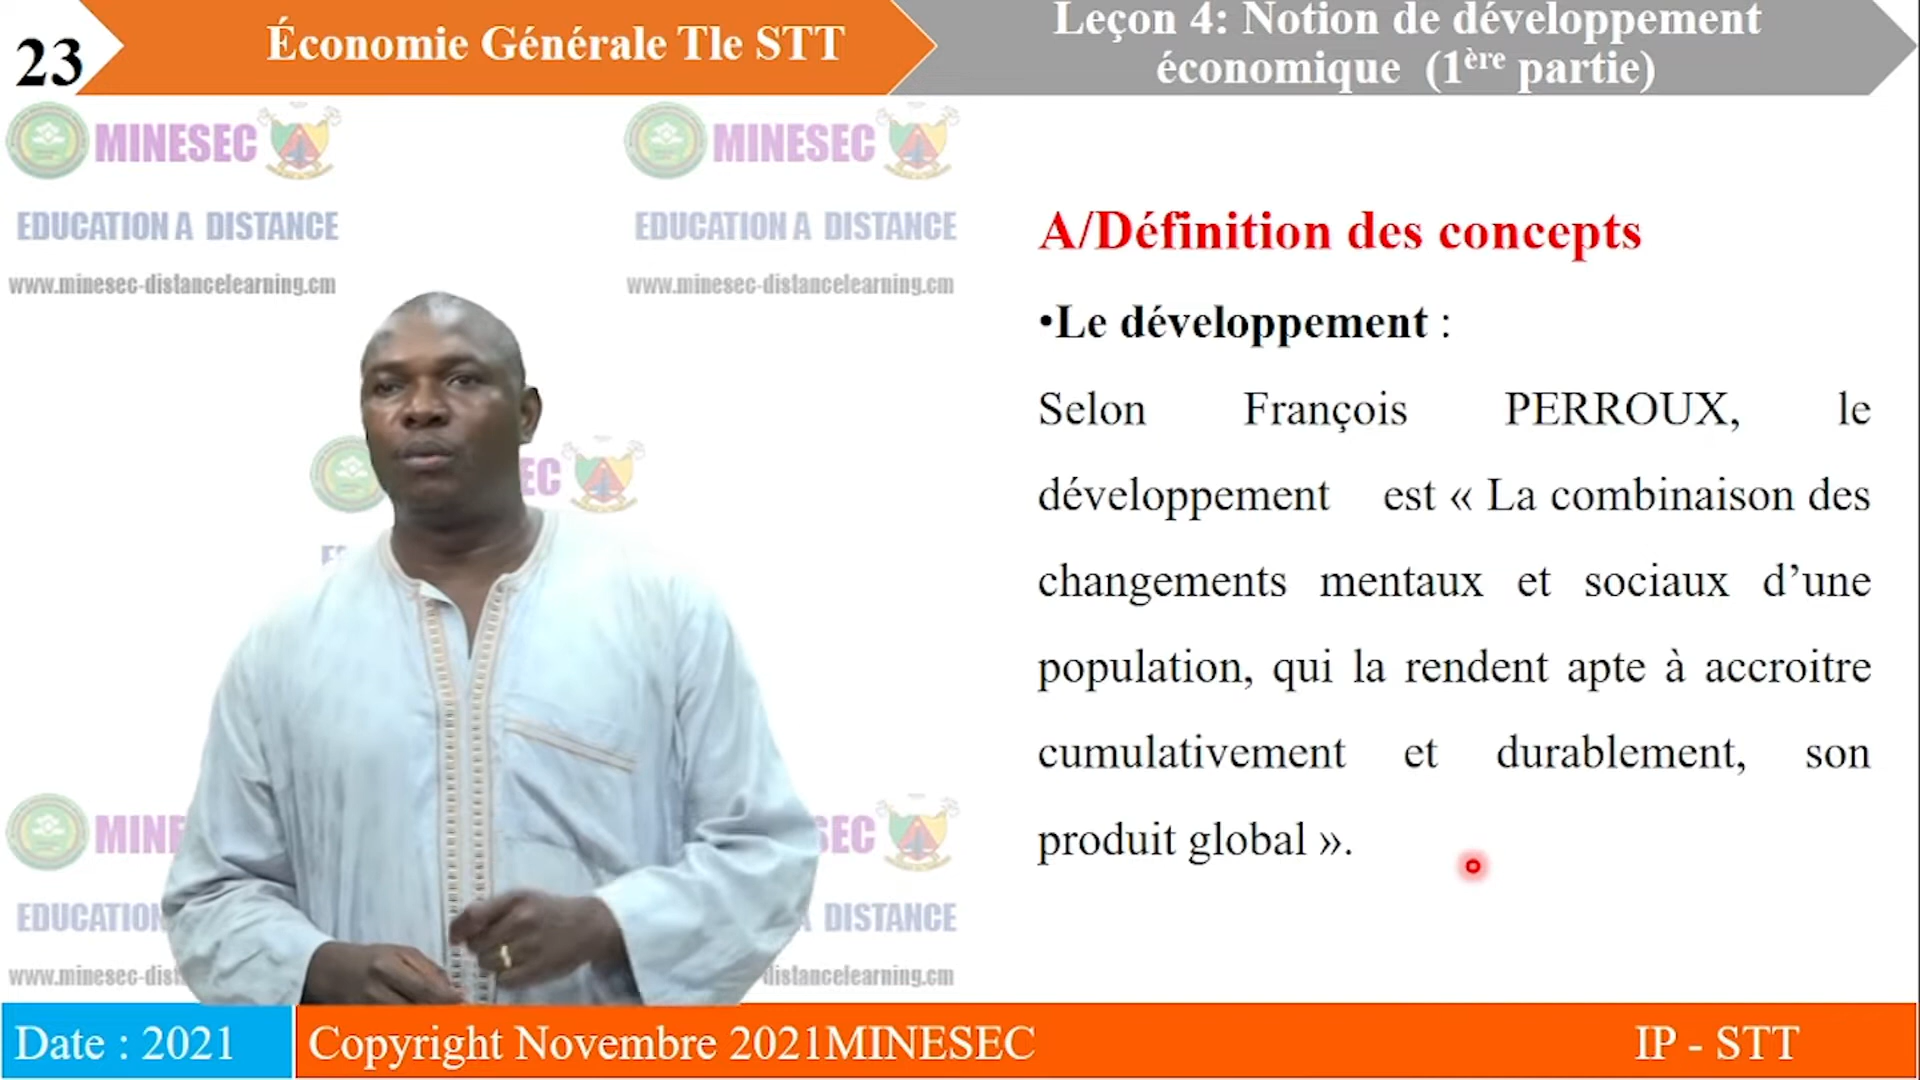 23
Économie Générale Tle STT
Leçon 4: Notion de développement
économique (1ère partie)
MINESEC
EDUCATION A DISTANCE
www.minesec-distancelearning.cm
MINESEC
EDUCATION A DISTANCE
www.minesec-distancelearning.cm
A/Définition des concepts
•Le développement :
Selon François PERROUX, le
développement est « La combinaison des
changements mentaux et sociaux d’une
population, qui la rendent apte à accroitre
cumulativement et durablement, son
produit global ».
Date : 2021
Copyright Novembre 2021MINESEC
IP - STT